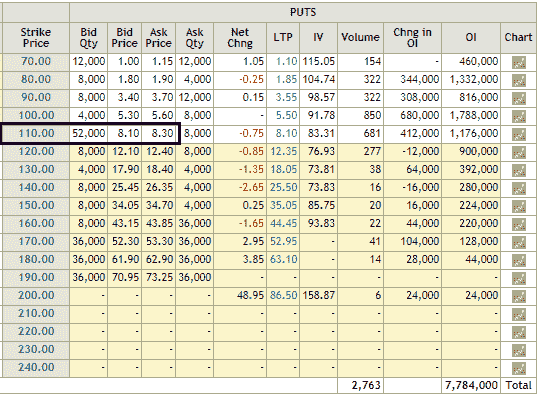 PUTS
Strike Price Bid Qty Bid Price Ask Price Ask Qty Net Chng LTP IV Volume Chng in OI OI Chart
70.00 12,000 1.00 1.15 12,000 1.05 1.10 115.05 154 - 460,000
80.00 8,000 1.80 1.90 4,000 -0.25 1.85 104.74 322 344,000 1,332,000
90.00 8,000 3.40 3.70 12,000 0.15 3.55 98.57 322 308,000 816,000
100.00 4,000 5.30 5.60 8,000 - 5.50 91.78 850 680,000 1,788,000
110.00 52,000 8.10 8.30 8,000 -0.75 8.10 83.31 681 412,000 1,176,000
120.00 8,000 12.10 12.40 8,000 -0.85 12.35 76.93 277 -12,000 900,000
130.00 4,000 17.90 18.40 4,000 -1.35 18.05 73.81 38 64,000 392,000
140.00 8,000 25.45 26.35 4,000 -2.65 25.50 73.83 16 -16,000 280,000
150.00 8,000 34.05 34.70 4,000 0.25 35.05 85.75 20 16,000 224,000
160.00 8,000 43.15 43.85 36,000 -1.65 44.45 93.83 22 44,000 220,000
170.00 36,000 52.30 53.30 36,000 2.95 52.95 - 41 104,000 128,000
180.00 36,000 61.90 62.90 36,000 3.85 63.10 - 14 28,000 44,000
190.00 36,000 70.95 73.25 36,000 - - - - - -
200.00 - - - - 48.95 86.50 158.87 6 24,000 24,000
210.00 - - - - - - - - - -
220.00 - - - - - - - - - -
230.00 - - - - - - - - - -
240.00 - - - - - - - - - -
2,763 7,784,000 Total